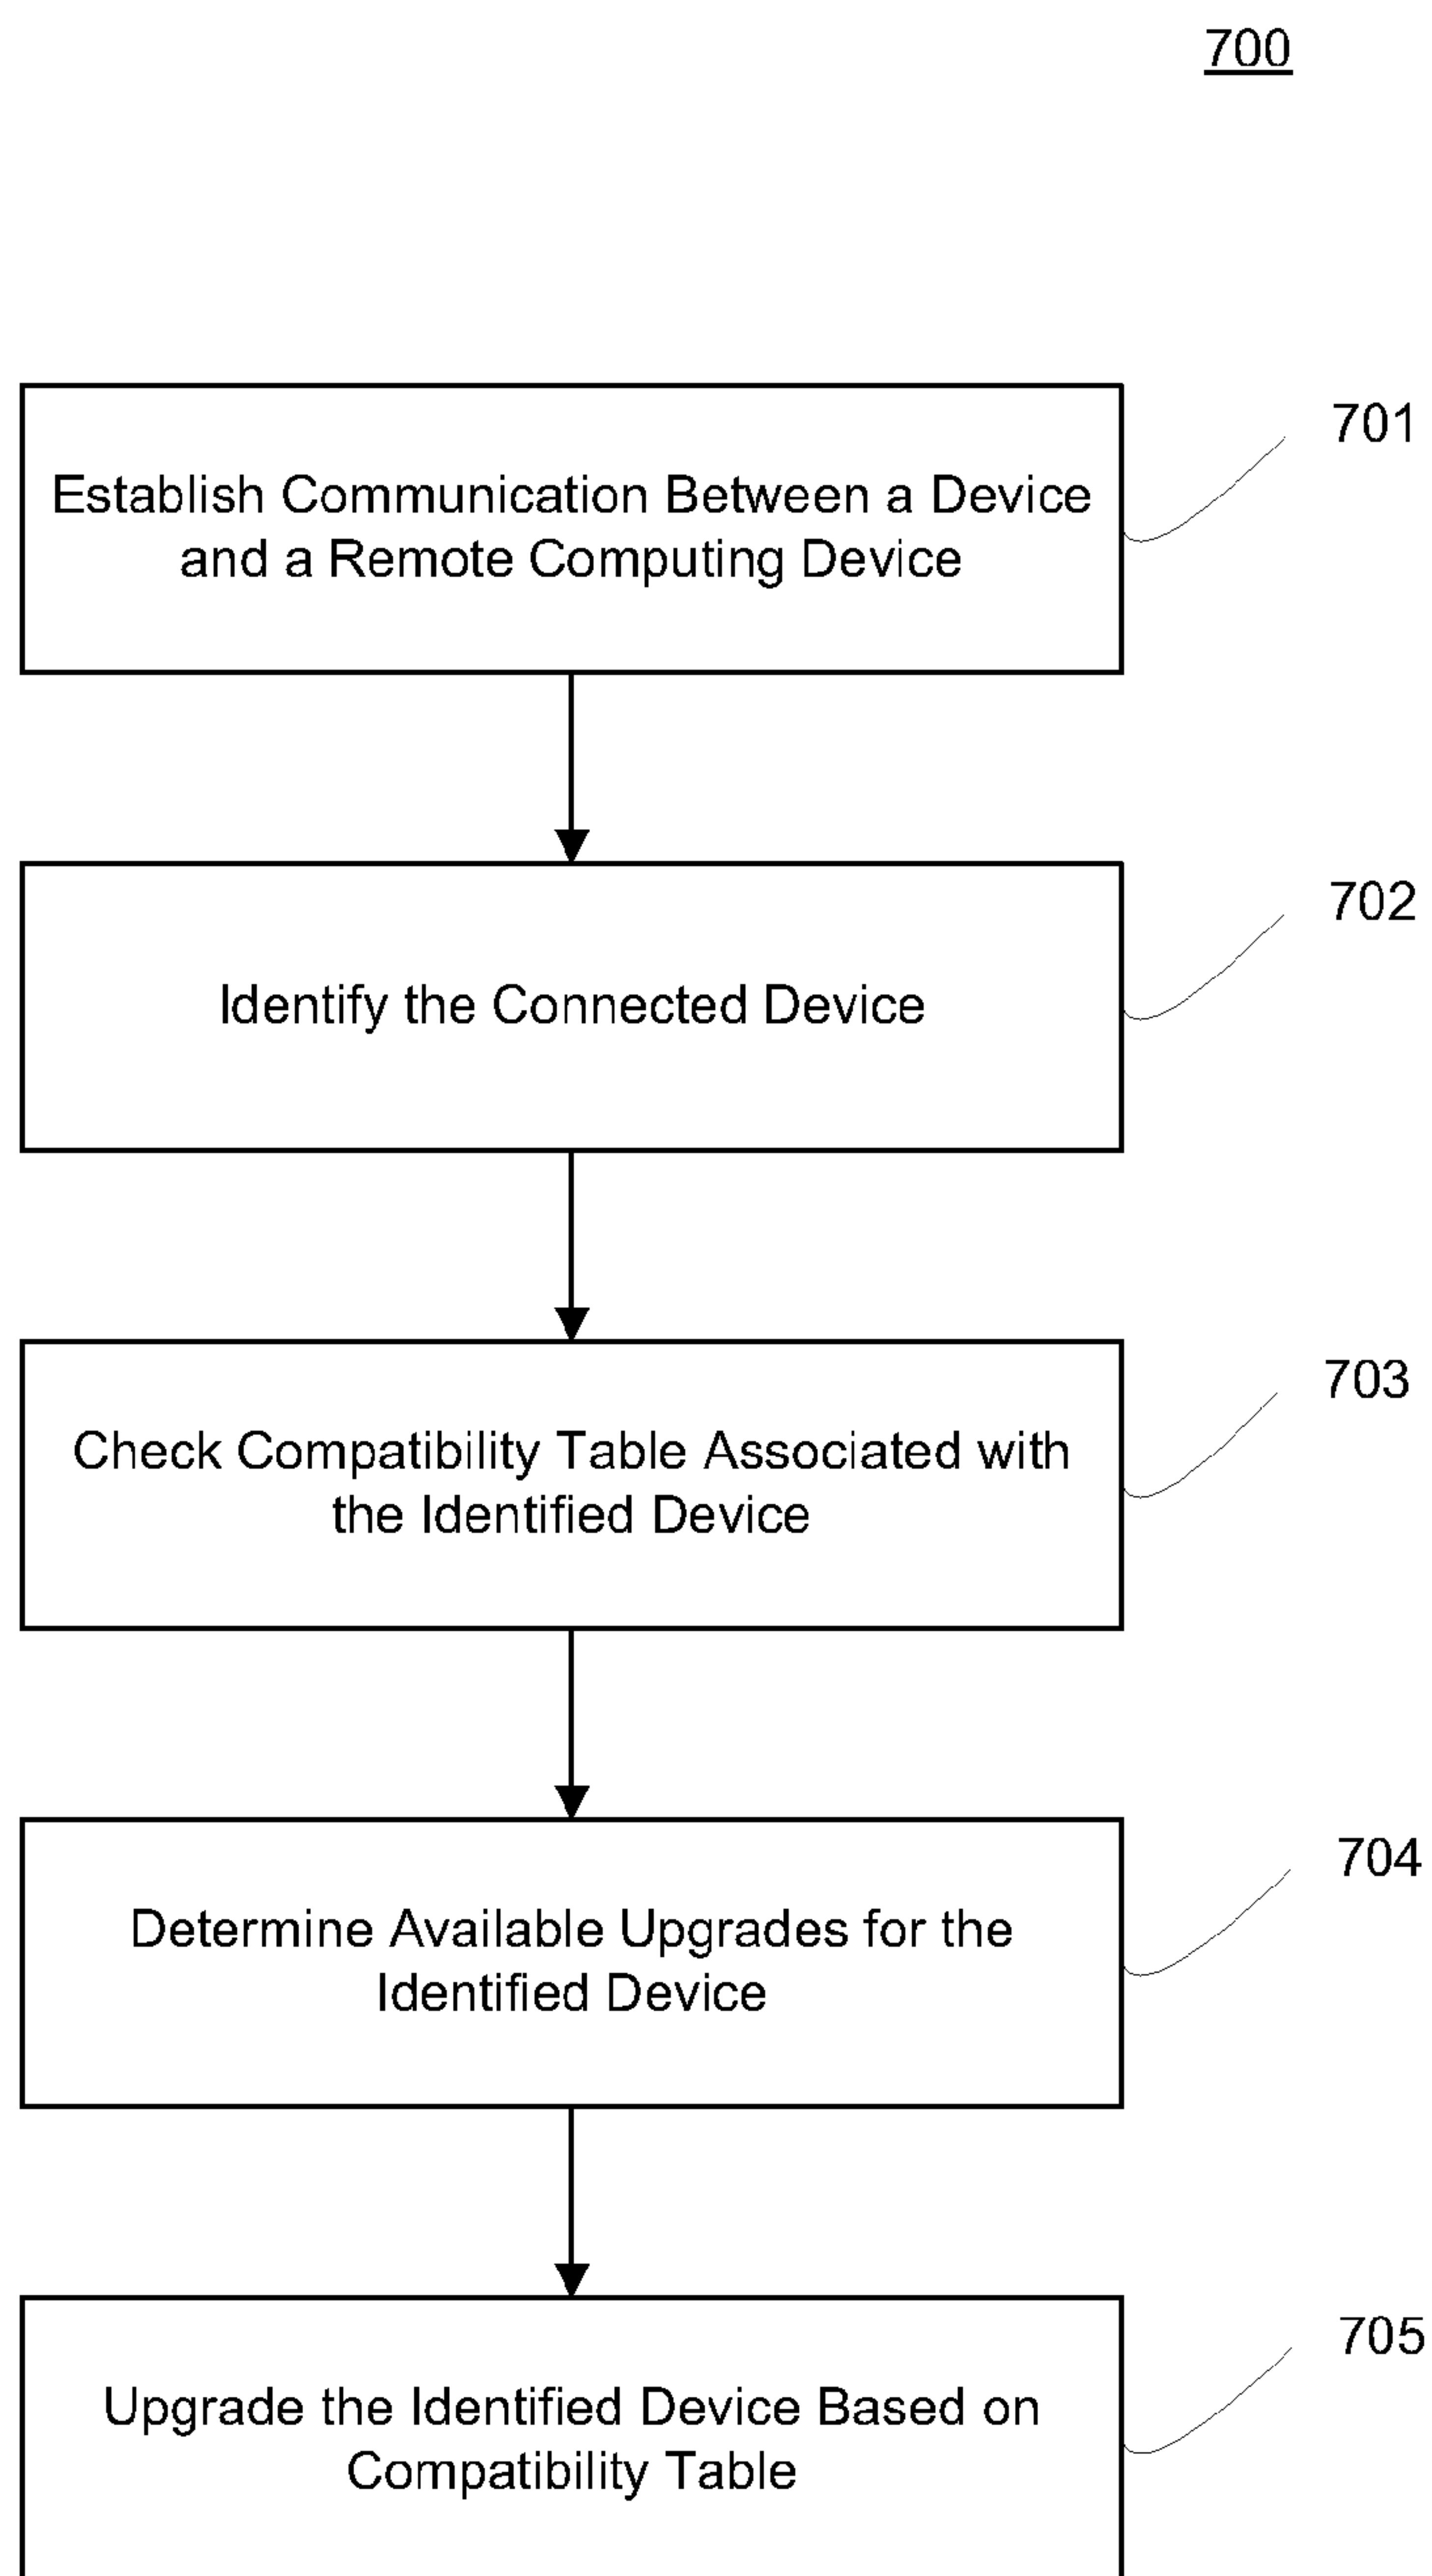 700
701
Establish Communication Between a Device
and a Remote Computing Device
702
Identify the Connected Device
703
Check Compatibility Table Associated with
the Identified Device
704
Determine Available Upgrades for the
Identified Device
705
Upgrade the Identified Device Based on
Compatibility Table